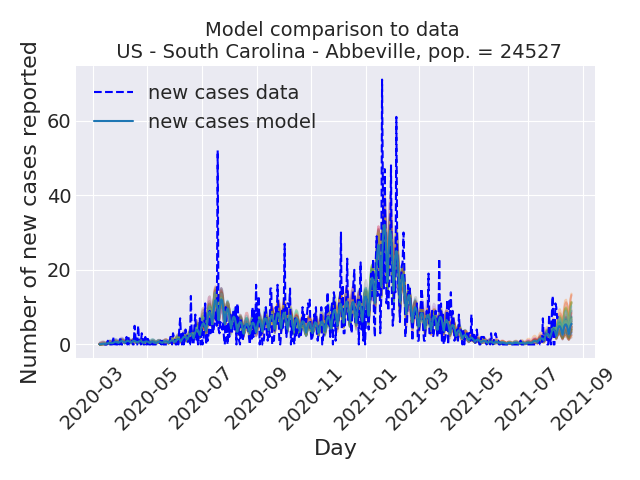 Model comparison to data
US - South Carolina - Abbeville, pop. = 24527
Number of new cases reported
new cases data
new cases model
60
40
20
0
2020-03
2020-05
2020-07
2020-09
2020-11
2021-01
2021-03
2021-05
2021-07
2021-09
Day